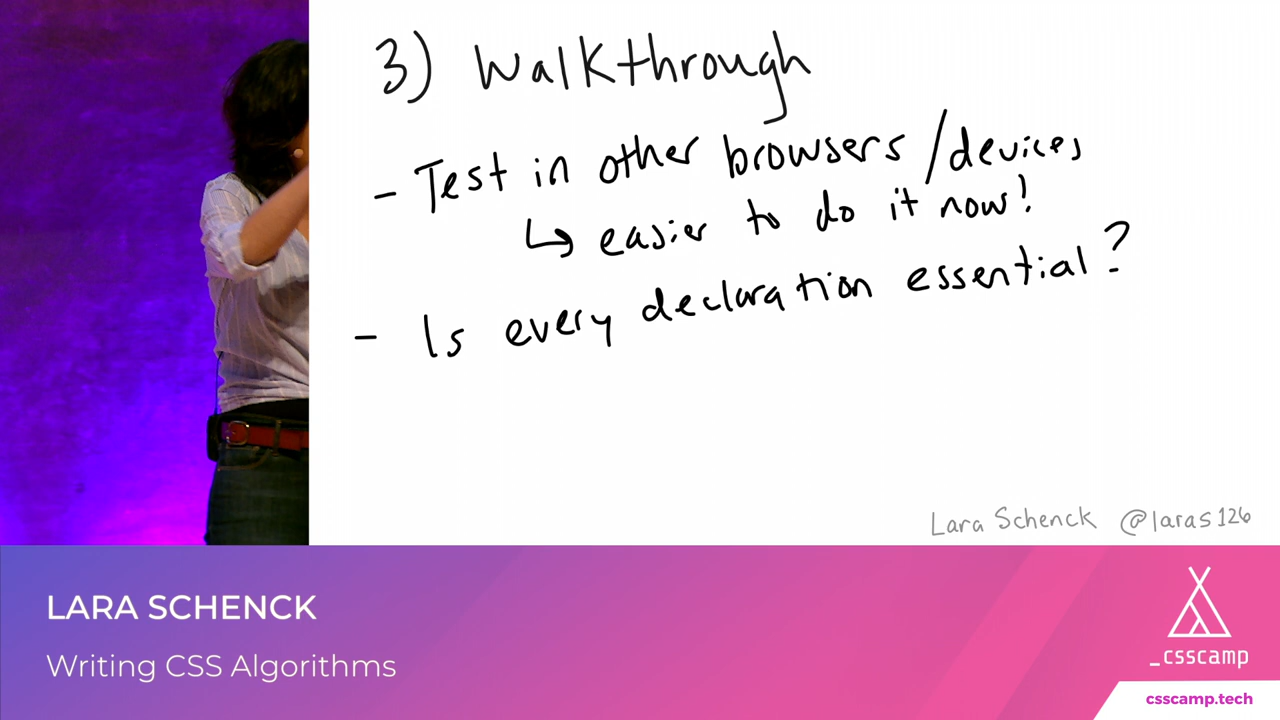 3) Walkthrough
- Test in other browsers/devices
↳ easier to do it now!
- Is every declaration essential?
Lara Schenck @laras126
LARA SCHENCK
Writing CSS Algorithms
_csscamp
csscamp.tech